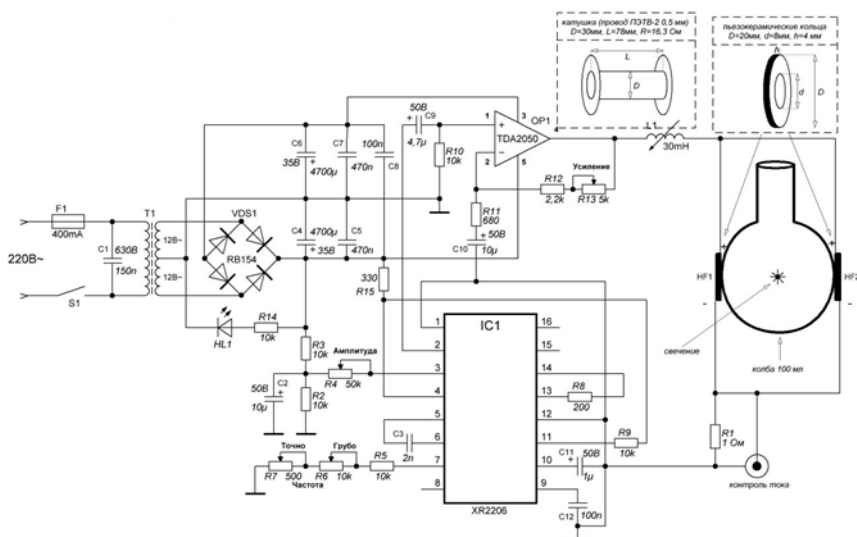 катушка (провод ПЭТВ-2 0,5 мм)
D=30мм, L=78мм, R=16,3 Ом
L
D
пьезокерамические кольца
D=20мм, d=8мм, h=4 мм
h
d
D
220В~
F1
400mA
S1
C1
630В
150n
T1
12В~
12В~
VDS1
RB154
HL1
R14
10k
C6
35В
4700μ
C7
470n
100n
C8
C4
4700μ
35В
C5
470n
50В
C9
4,7μ
R10
10k
1
2
3
4
5
OP1
TDA2050
L1
30mH
Усиление
R12
2,2k
R13 5k
R11
680
50В
C10
10μ
330
R15
R3
10k
R2
10k
50В
C2
10μ
Амплитуда
R4 50k
C3
2n
Точно
R7 500
Грубо
R6 10k
Частота
R5
10k
IC1
1
2
3
4
5
6
7
8
16
15
14
13
12
11
10
9
XR2206
R8
200
R9
10k
C11
50В
1μ
C12
100n
HF1
HF2
+
+
-
-
свечение
колба 100 мл
R1
1 Ом
контроль тока